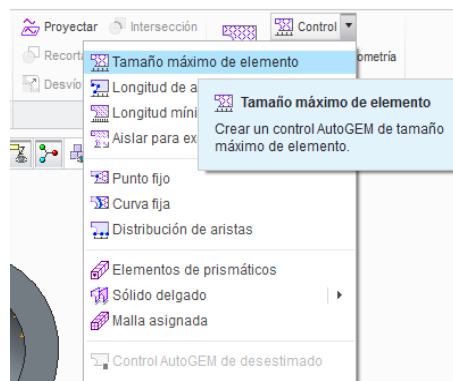 Proyectar Intersección Control
Tamaño máximo de elemento
Tamaño máximo de elemento
Crear un control AutoGEM de tamaño
máximo de elemento.
Longitud de a
Longitud míni
Aislar para ex
Punto fijo
Curva fija
Distribución de aristas
Elementos de prismáticos
Sólido delgado
Malla asignada
Control AutoGEM de desestimado
Recort
Desvío
ometría